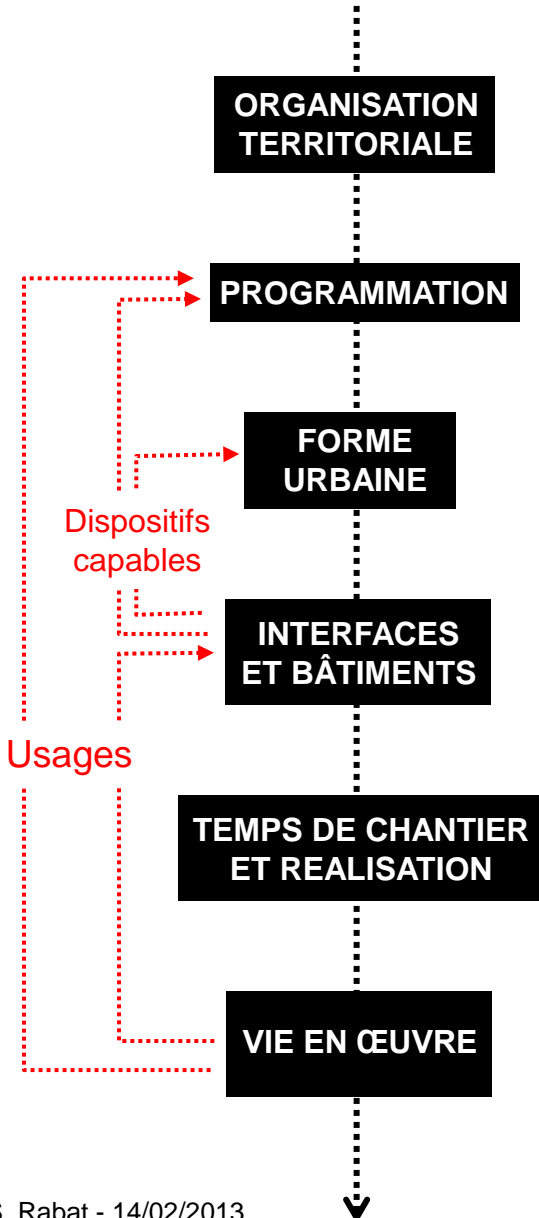 ORGANISATION
TERRITORIALE
PROGRAMMATION
FORME
URBAINE
Dispositifs
capables
INTERFACES
ET BÂTIMENTS
Usages
TEMPS DE CHANTIER
ET REALISATION
VIE EN ŒUVRE
Rabat - 14/02/2013